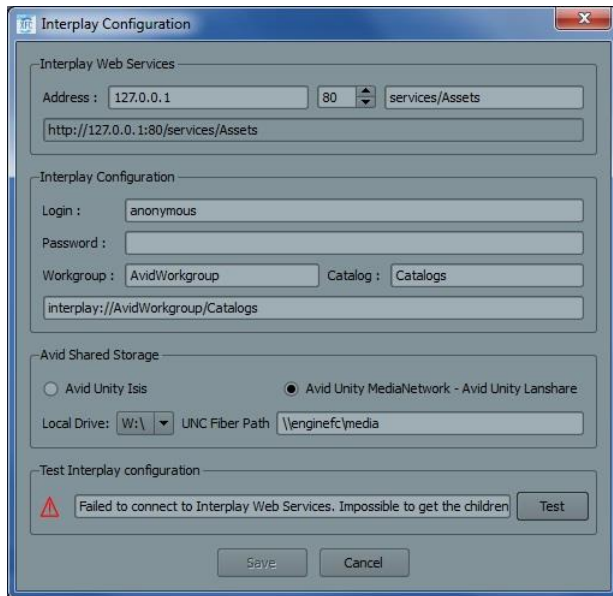 Interplay Configuration
Interplay Web Services
Address : 127.0.0.1 80 services/Assets
http://127.0.0.1:80/services/Assets
Interplay Configuration
Login : anonymous
Password :
Workgroup : AvidWorkgroup Catalog : Catalogs
interplay://AvidWorkgroup/Catalogs
Avid Shared Storage
Avid Unity Isis Avid Unity MediaNetwork - Avid Unity Lanshare
Local Drive: W:\ UNC Fiber Path \\enginefc\media
Test Interplay configuration
Failed to connect to Interplay Web Services. Impossible to get the children Test
Save Cancel